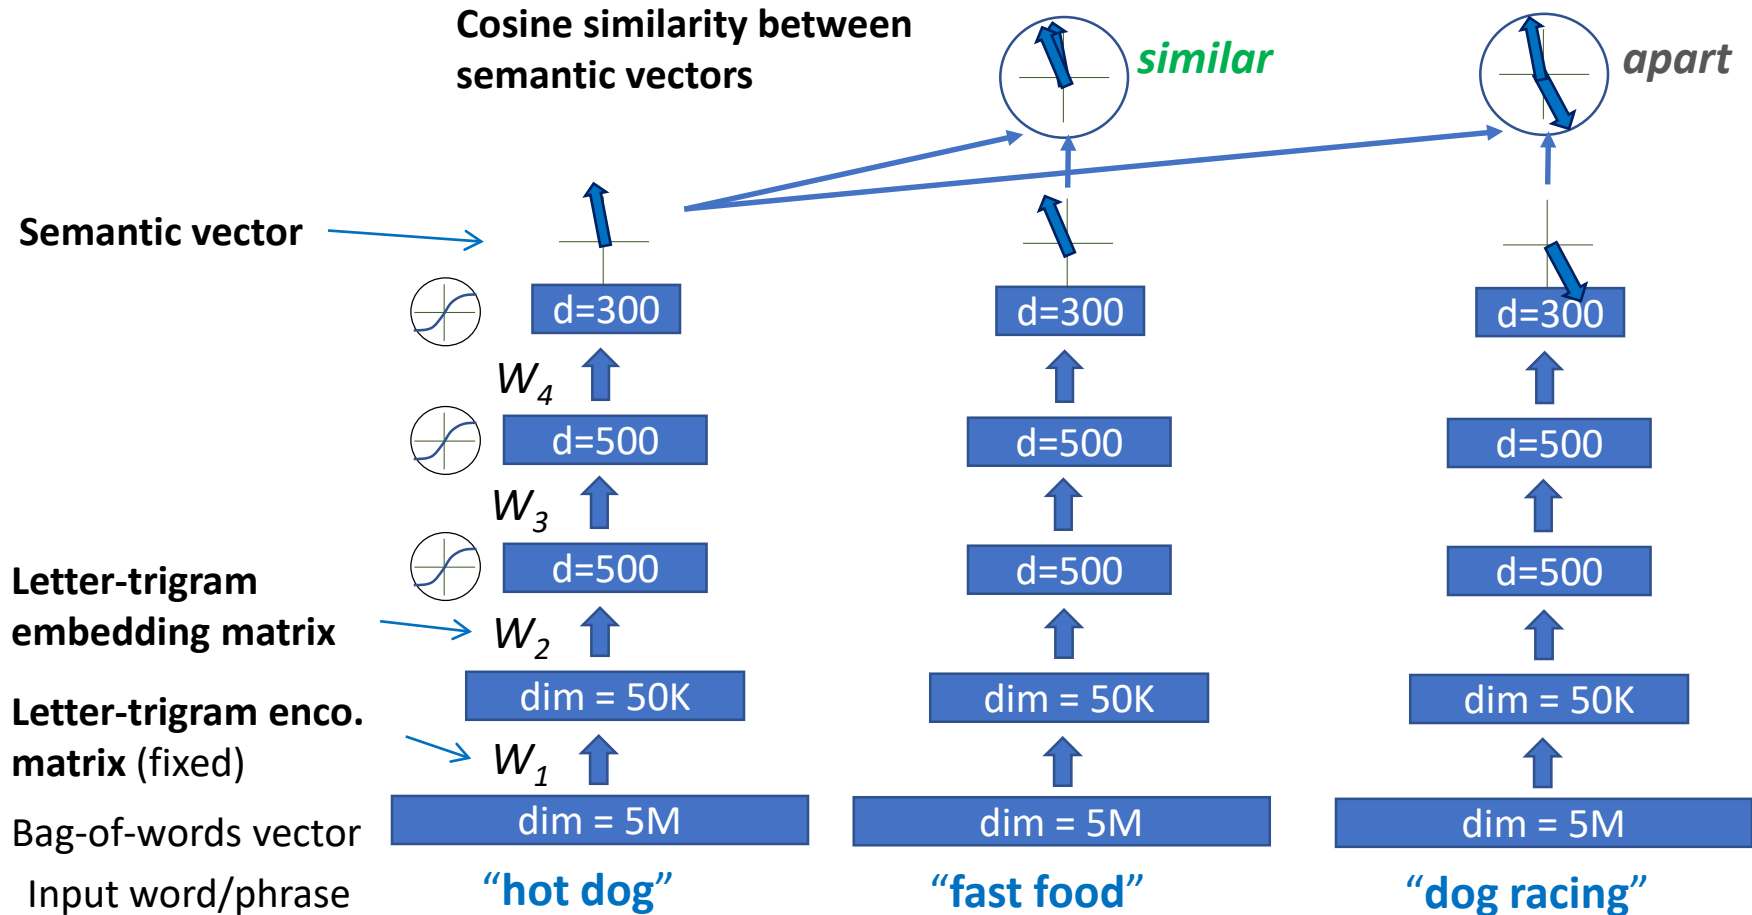 Cosine similarity between
semantic vectors
similar
apart
Semantic vector
d=300
d=300
d=300
W4
d=500
d=500
d=500
W3
d=500
d=500
d=500
Letter-trigram
embedding matrix
W2
dim = 50K
dim = 50K
dim = 50K
Letter-trigram enco.
matrix (fixed)
W1
dim = 5M
dim = 5M
dim = 5M
Bag-of-words vector
Input word/phrase
“hot dog”
“fast food”
“dog racing”